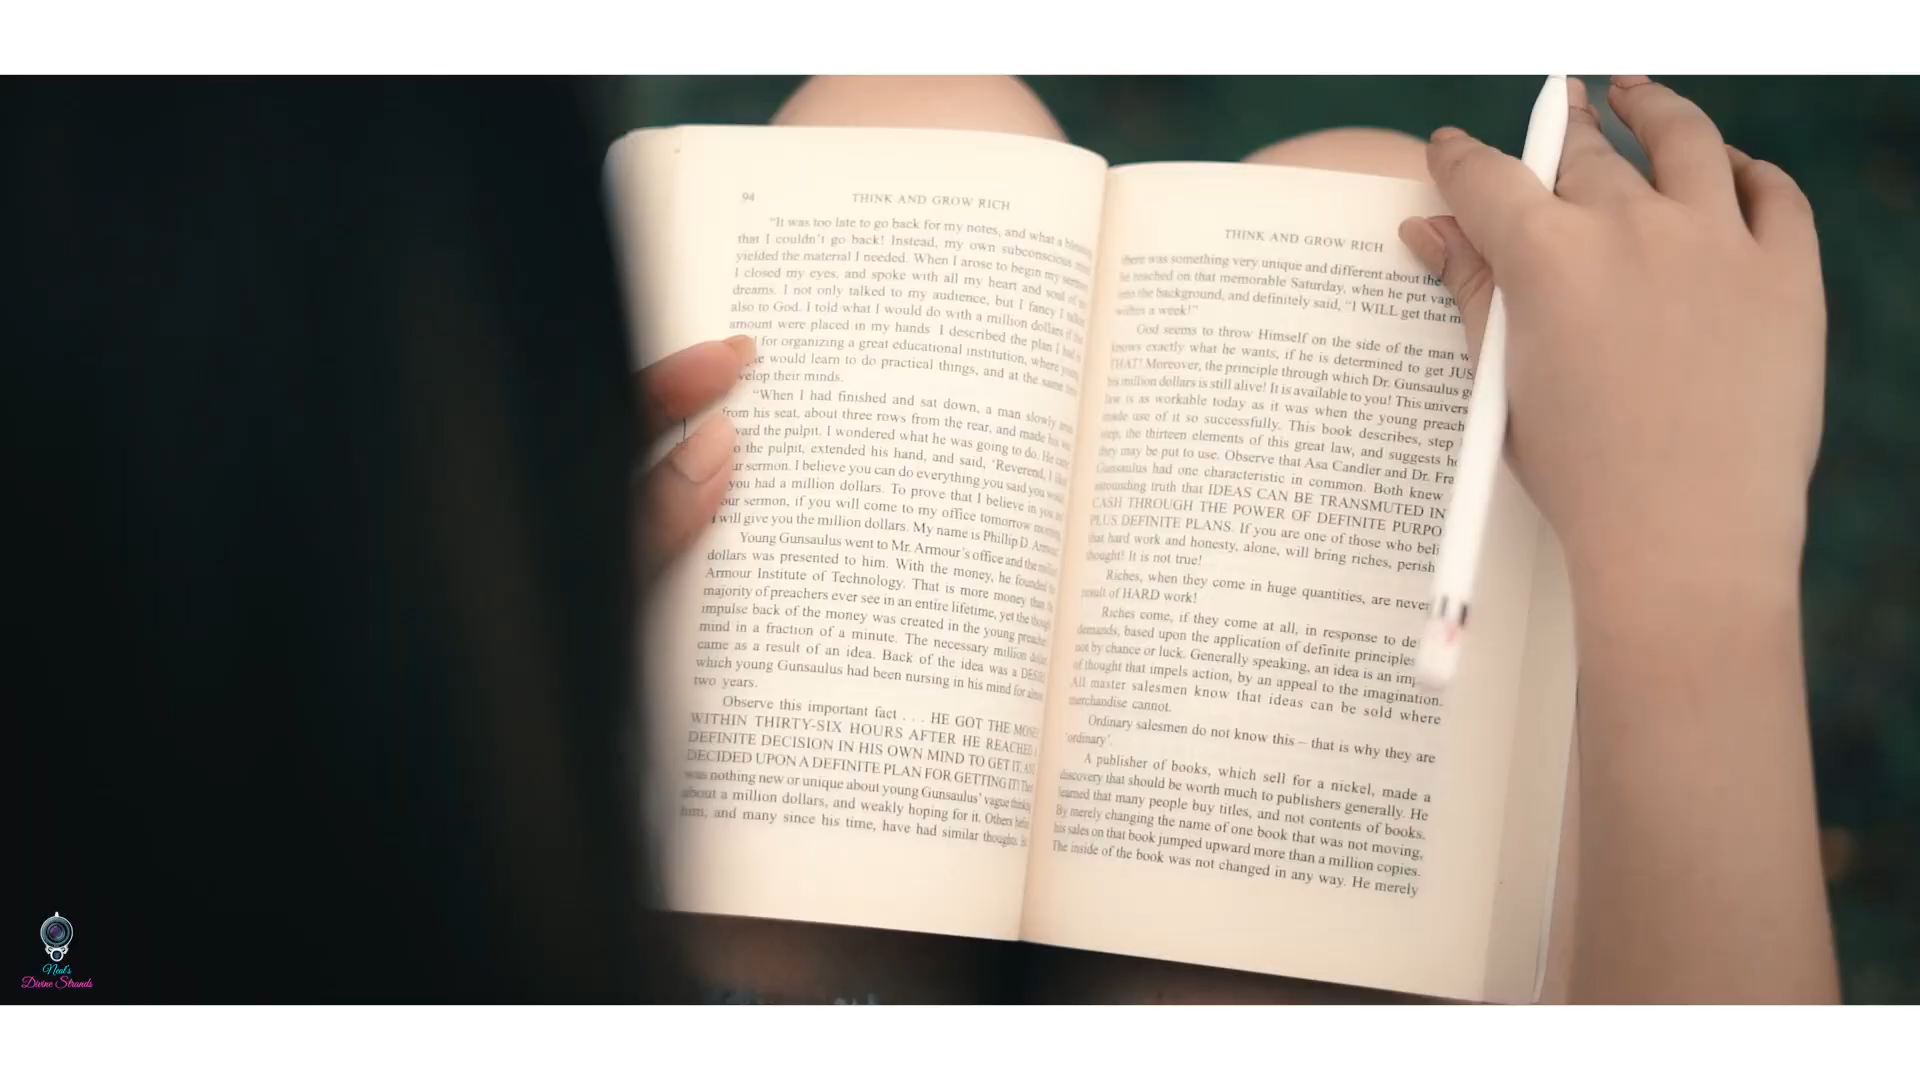 94
THINK AND GROW RICH
"It was too late to go back for my notes, and what a
that I couldn't go back! Instead, my own subconscious
yielded the material I needed. When I arose to begin my sermon
I closed my eyes, and spoke with all my heart and soul of
dreams. I not only talked to my audience, but I fancy I
also to God. I told what I would do with a million dollars if
amount were placed in my hands. I described the plan I had
for organizing a great educational institution, where
would learn to do practical things, and at the same
velop their minds.
"When I had finished and sat down, a man slowly
from his seat, about three rows from the rear, and made his
ward the pulpit. I wondered what he was going to do. He
the pulpit, extended his hand, and said, 'Reverend, I
sermon. I believe you can do everything you said you
you had a million dollars. To prove that I believe in you
our sermon, if you will come to my office tomorrow
I will give you the million dollars. My name is Phillip D.
Young Gunsaulus went to Mr. Armour's office and the
dollars was presented to him. With the money, he founded
Armour Institute of Technology. That is more money than
majority of preachers ever see in an entire lifetime, yet the
impulse back of the money was created in the young
mind in a fraction of a minute. The necessary million
came as a result of an idea. Back of the idea was a
which young Gunsaulus had been nursing in his mind for
two years.
Observe this important fact . . . HE GOT THE
WITHIN THIRTY-SIX HOURS AFTER HE REACHED
DEFINITE DECISION IN HIS OWN MIND TO GET IT,
DECIDED UPON A DEFINITE PLAN FOR GETTING IT!
was nothing new or unique about young Gunsaulus' vague thinking
about a million dollars, and weakly hoping for it. Others
him, and many since his time, have had similar thoughts.
THINK AND GROW RICH
there was something very unique and different about the
he reached on that memorable Saturday, when he put vag
into the background, and definitely said, "I WILL get that m
within a week!"
God seems to throw Himself on the side of the man w
knows exactly what he wants, if he is determined to get JUS
THAT! Moreover, the principle through which Dr. Gunsaulus g
his million dollars is still alive! It is available to you! This univers
law is as workable today as it was when the young preach
made use of it so successfully. This book describes, step
step, the thirteen elements of this great law, and suggests ho
they may be put to use. Observe that Asa Candler and Dr. Fra
Gunsaulus had one characteristic in common. Both knew
astounding truth that IDEAS CAN BE TRANSMUTED IN
CASH THROUGH THE POWER OF DEFINITE PURPO
PLUS DEFINITE PLANS. If you are one of those who beli
that hard work and honesty, alone, will bring riches, perish
thought! It is not true!
Riches, when they come in huge quantities, are never
result of HARD work!
Riches come, if they come at all, in response to de
demands, based upon the application of definite principles
not by chance or luck. Generally speaking, an idea is an imp
of thought that impels action, by an appeal to the imagination.
All master salesmen know that ideas can be sold where
merchandise cannot.
Ordinary salesmen do not know this – that is why they are
'ordinary'.
A publisher of books, which sell for a nickel, made a
discovery that should be worth much to publishers generally. He
learned that many people buy titles, and not contents of books.
By merely changing the name of one book that was not moving,
his sales on that book jumped upward more than a million copies.
The inside of the book was not changed in any way. He merely
Neal's
Divine Strands